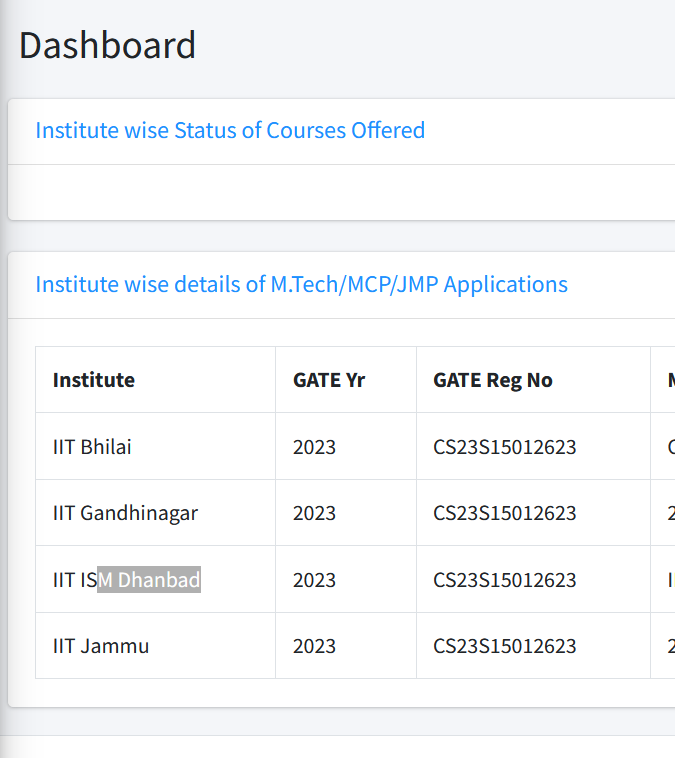 Dashboard
Institute wise Status of Courses Offered
Institute wise details of M.Tech/MCP/JMP Applications
Institute GATE Yr GATE Reg No
IIT Bhilai 2023 CS23S15012623
IIT Gandhinagar 2023 CS23S15012623
IIT ISM Dhanbad 2023 CS23S15012623
IIT Jammu 2023 CS23S15012623